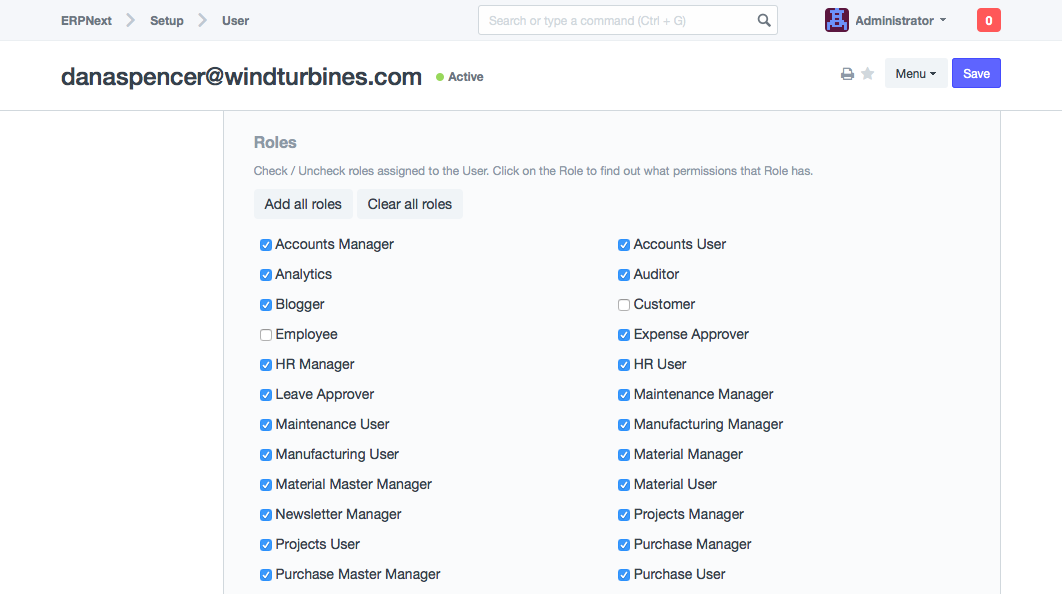 ERPNext Setup User Search or type a command (Ctrl + G) Administrator 0
danaspencer@windturbines.com Active Menu Save
Roles
Check / Uncheck roles assigned to the User. Click on the Role to find out what permissions that Role has.
Add all roles Clear all roles
Accounts Manager Accounts User
Analytics Auditor
Blogger Customer
Employee Expense Approver
HR Manager HR User
Leave Approver Maintenance Manager
Maintenance User Manufacturing Manager
Manufacturing User Material Manager
Material Master Manager Material User
Newsletter Manager Projects Manager
Projects User Purchase Manager
Purchase Master Manager Purchase User